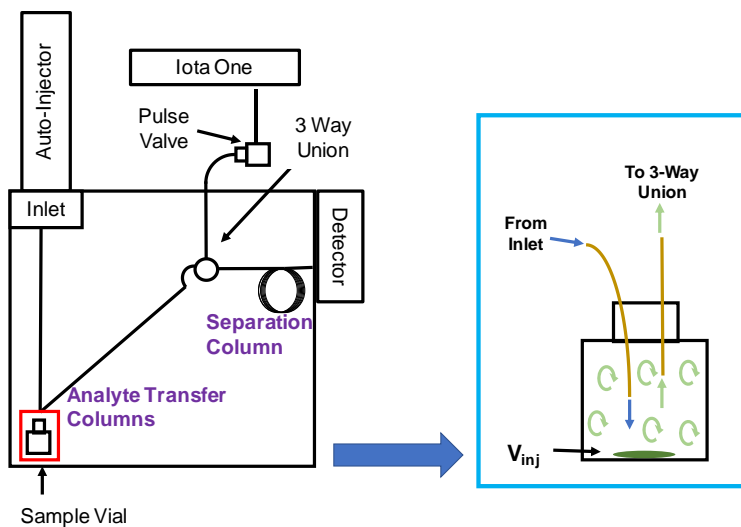 Auto-Injector
Iota One
Pulse
Valve
3 Way
Union
Inlet
Detector
Separation
Column
Analyte Transfer
Columns
Sample Vial
To 3-Way
Union
From
Inlet
Vinj